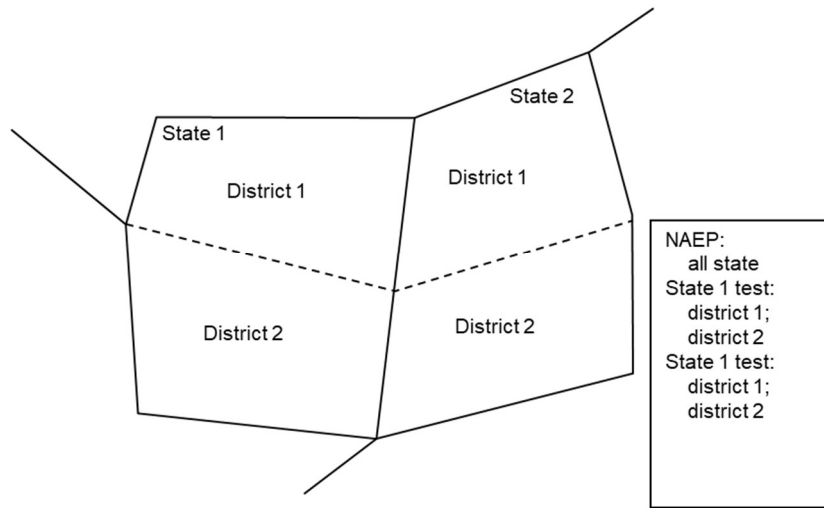 State 1
State 2
District 1
District 1
District 2
District 2
NAEP:
all state
State 1 test:
district 1;
district 2
State 1 test:
district 1;
district 2